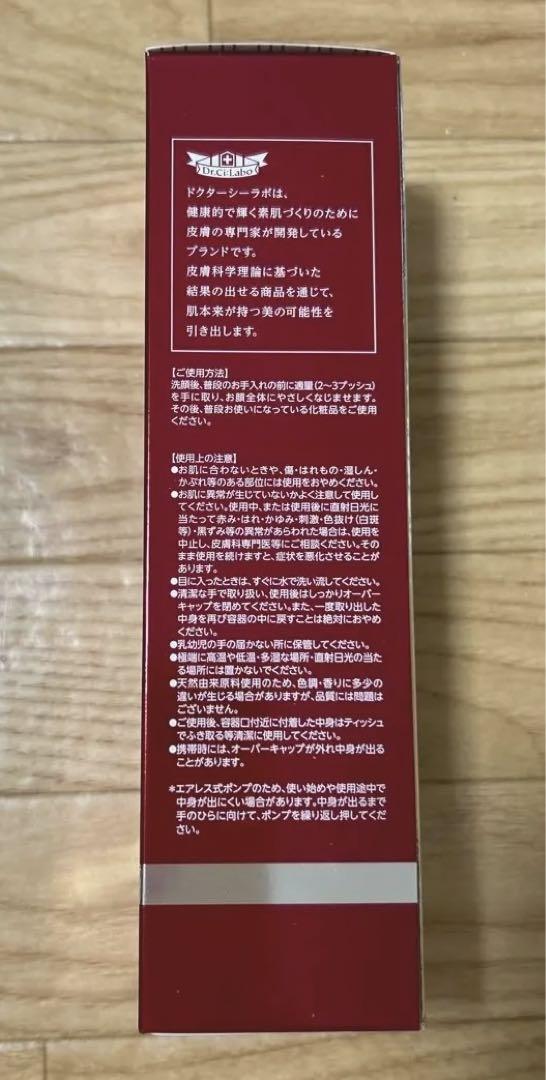 Dr.Ci:Labo
ドクターシーラボは、
健康的で輝く素肌づくりのために
皮膚の専門家が開発している
ブランドです。
皮膚科学理論に基づいた
結果の出せる商品を通じて、
肌本来が持つ美の可能性を
引き出します。
【ご使用方法】
洗顔後、普段のお手入れの前に適量(2~3プッシュ)
を手に取り、お顔全体にやさしくなじませます。
その後、普段お使いになっている化粧品をご使用
ください。
【使用上の注意】
●お肌に合わないときや、傷・はれもの・湿しん・
かぶれ等のある部位には使用をおやめください。
●お肌に異常が生じていないかよく注意して使用し
てください。使用中、または使用後に直射日光に
当たって赤み・はれ・かゆみ・刺激・色抜け(白斑
等)・黒ずみ等の異常があらわれた場合は、使用を
中止し、皮膚科専門医等にご相談ください。その
まま使用を続けますと、症状を悪化させることが
あります。
●目に入ったときは、すぐに水で洗い流してください。
●清潔な手で取り扱い、使用後はしっかりオーバー
キャップを閉めてください。また、一度取り出した
中身を再び容器の中に戻すことは絶対におやめ
ください。
●乳幼児の手の届かない所に保管してください。
●極端に高温や低温・多湿な場所・直射日光の当た
る場所には置かないでください。
●天然由来原料使用のため、色調・香りに多少の
違いが生じる場合がありますが、品質には問題は
ございません。
●ご使用後、容器口付近に付着した中身はティッシュ
でふき取る等清潔に使用してください。
●携帯時には、オーバーキャップが外れ中身が出る
ことがあります。
*エアレス式ポンプのため、使い始めや使用途中で
中身が出にくい場合があります。中身が出るまで
手のひらに向けて、ポンプを繰り返し押してくだ
さい。